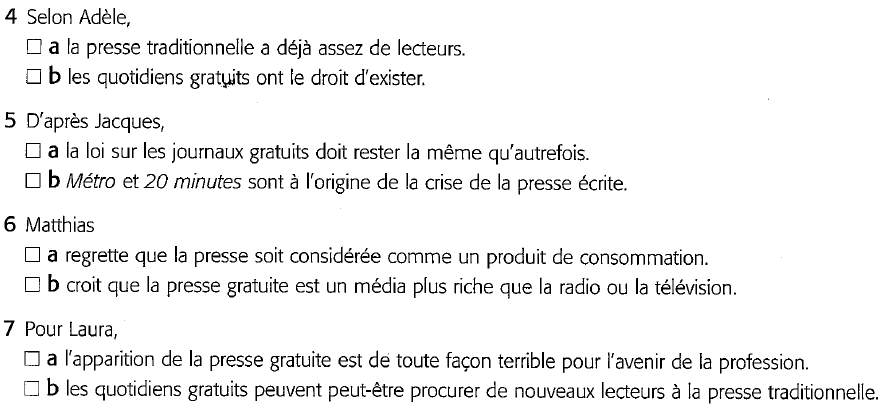 4 Selon Adèle,
☐ a la presse traditionnelle a déjà assez de lecteurs.
☐ b les quotidiens gratuits ont le droit d'exister.
5 D'après Jacques,
☐ a la loi sur les journaux gratuits doit rester la même qu'autrefois.
☐ b Métro et 20 minutes sont à l'origine de la crise de la presse écrite.
6 Matthias
☐ a regrette que la presse soit considérée comme un produit de consommation.
☐ b croit que la presse gratuite est un média plus riche que la radio ou la télévision.
7 Pour Laura,
☐ a l'apparition de la presse gratuite est de toute façon terrible pour l'avenir de la profession.
☐ b les quotidiens gratuits peuvent peut-être procurer de nouveaux lecteurs à la presse traditionnelle.